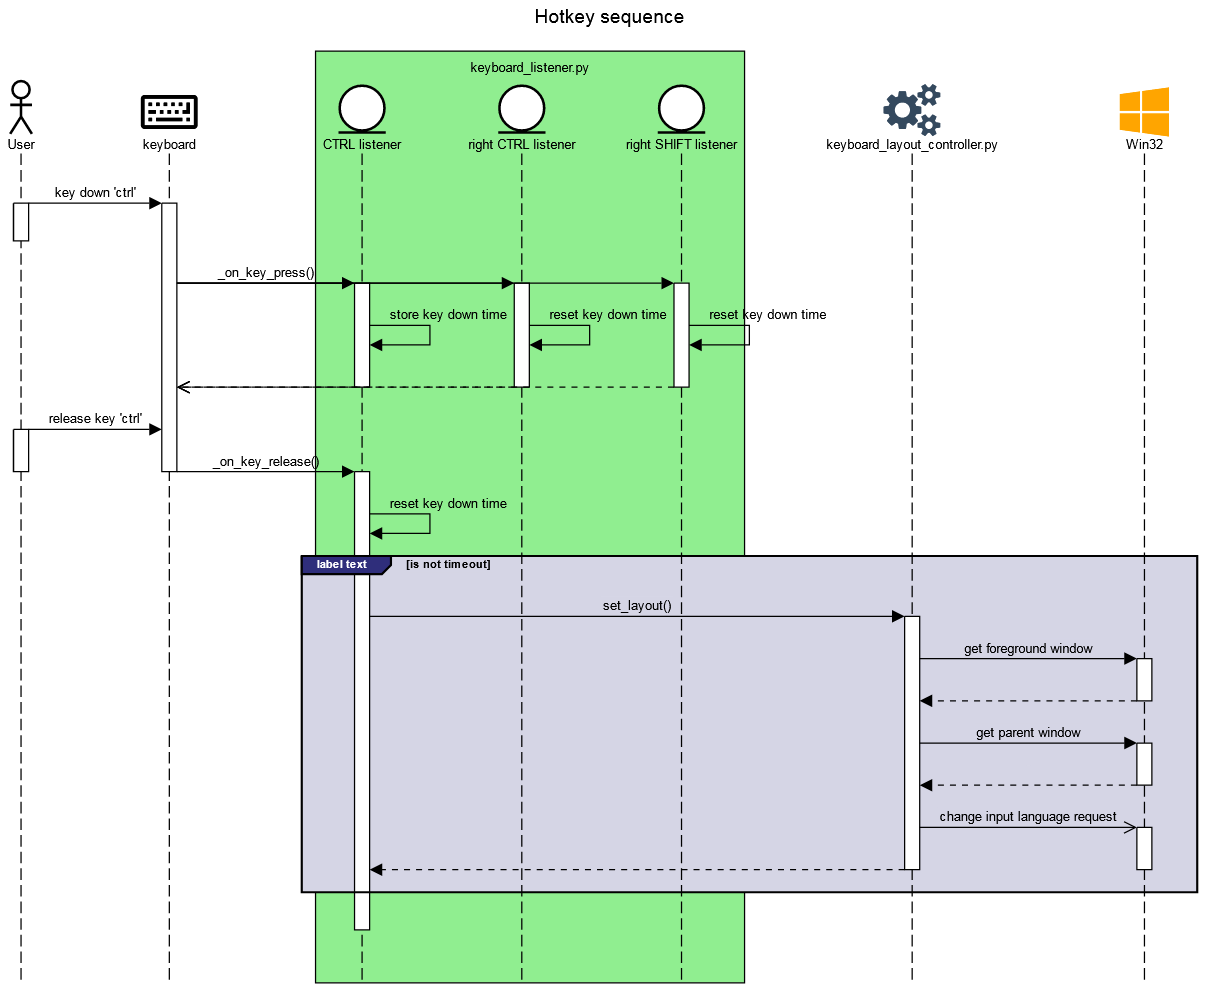 Hotkey sequence
keyboard_listener.py
User
keyboard
CTRL listener
right CTRL listener
right SHIFT listener
keyboard_layout_controller.py
Win32
key down 'ctrl'
_on_key_press()
store key down time
reset key down time
reset key down time
release key 'ctrl'
_on_key_release()
reset key down time
label text
[is not timeout]
set_layout()
get foreground window
get parent window
change input language request